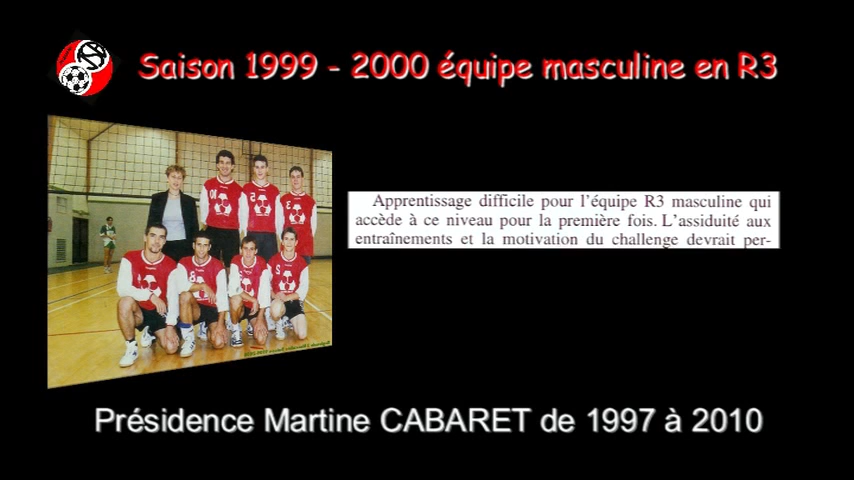 Saison 1999 - 2000 équipe masculine en R3
Apprentissage difficile pour l'équipe R3 masculine qui
accède à ce niveau pour la première fois. L'assiduité aux
entraînements et la motivation du challenge devrait per-
Présidence Martine CABARET de 1997 à 2010